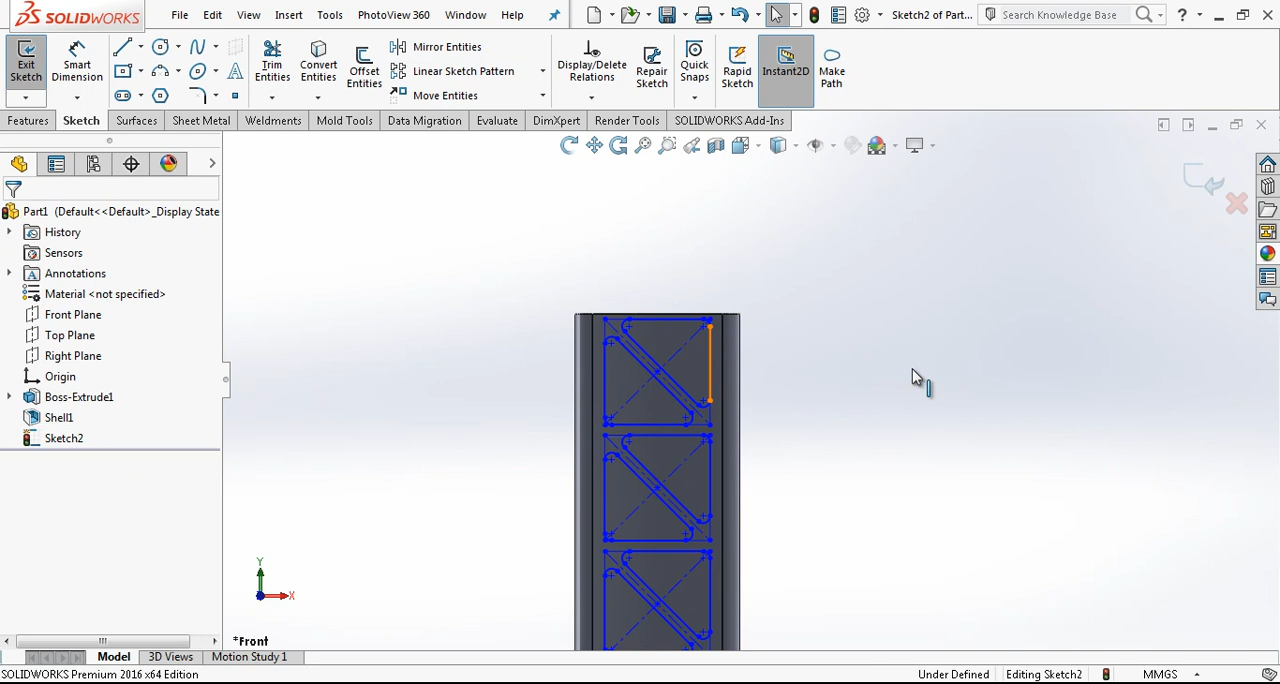 SOLIDWORKS File Edit View Insert Tools PhotoView 360 Window Help Sketch2 of Part... Search Knowledge Base ?
Exit Sketch Smart Dimension Trim Entities Convert Entities Offset Entities Mirror Entities Linear Sketch Pattern Move Entities Display/Delete Relations Repair Sketch Quick Snaps Rapid Sketch Instant2D Make Path
Features Sketch Surfaces Sheet Metal Weldments Mold Tools Data Migration Evaluate DimXpert Render Tools SOLIDWORKS Add-Ins
Part1 (Default<<Default>_Display State
History
Sensors
Annotations
Material <not specified>
Front Plane
Top Plane
Right Plane
Origin
Boss-Extrude1
Shell1
Sketch2
Y
X
*Front
Model 3D Views Motion Study 1
SOLIDWORKS Premium 2016 x64 Edition Under Defined Editing Sketch2 MMGS